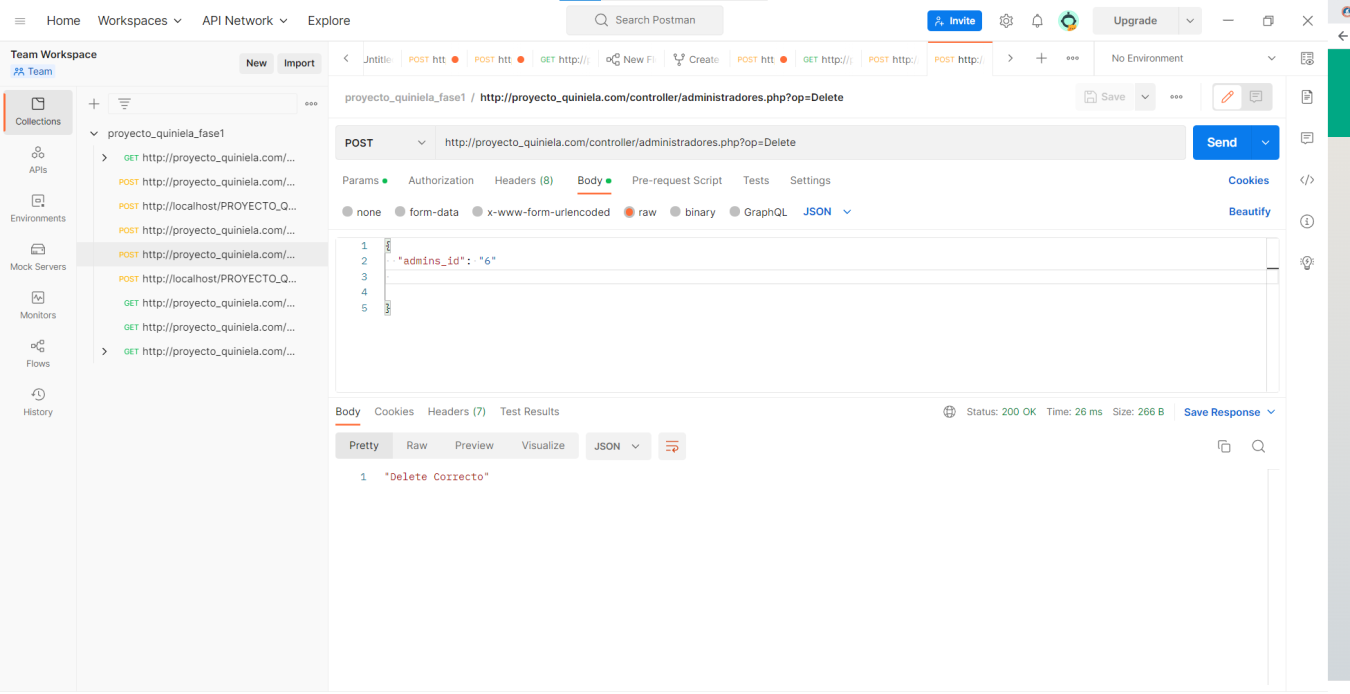 Home Workspaces API Network Explore Search Postman Invite Upgrade
Team Workspace
Team
New Import
POST htt POST htt GET http:// New Fl Create POST htt GET http:// POST http:/ POST http:/
No Environment
Collections
APIs
Environments
Mock Servers
Monitors
Flows
History
proyecto_quiniela_fase1
GET http://proyecto_quiniela.com/...
POST http://proyecto_quiniela.com/...
POST http://localhost/PROYECTO_Q...
POST http://proyecto_quiniela.com/...
POST http://proyecto_quiniela.com/...
POST http://localhost/PROYECTO_Q...
GET http://proyecto_quiniela.com/...
GET http://proyecto_quiniela.com/...
GET http://proyecto_quiniela.com/...
proyecto_quiniela_fase1 / http://proyecto_quiniela.com/controller/administradores.php?op=Delete
Save
POST http://proyecto_quiniela.com/controller/administradores.php?op=Delete
Send
Params Authorization Headers (8) Body Pre-request Script Tests Settings
Cookies
none form-data x-www-form-urlencoded raw binary GraphQL JSON
Beautify
1 {
2 "admins_id": "6"
3
4
5 }
Body Cookies Headers (7) Test Results
Status: 200 OK Time: 26 ms Size: 266 B Save Response
Pretty Raw Preview Visualize JSON
1 "Delete Correcto"